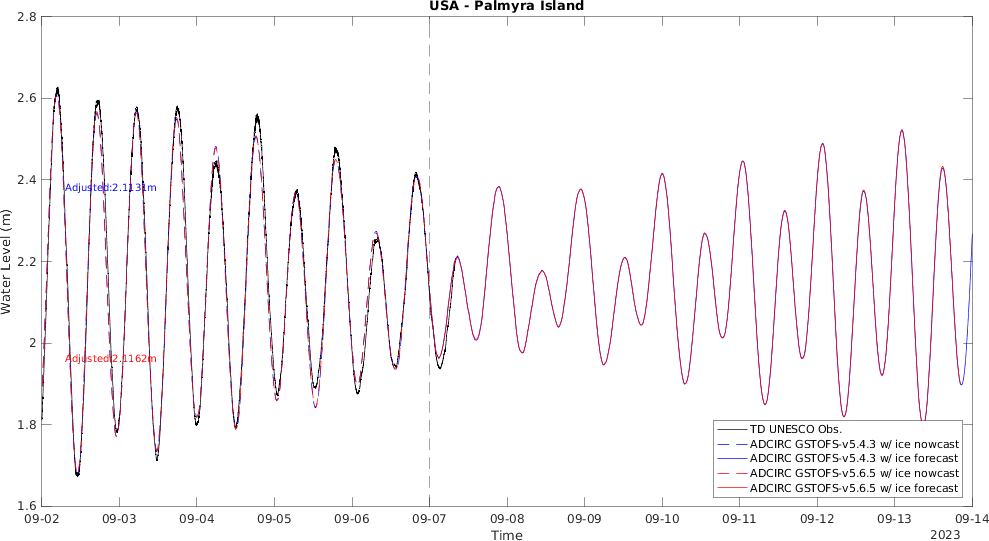 USA - Palmyra Island
2.8
2.6
2.4
2.2
2
1.8
1.6
Water Level (m)
Adjusted:2.1131m
Adjusted:2.1162m
TD UNESCO Obs.
ADCIRC GSTOFS-v5.4.3 w/ ice nowcast
ADCIRC GSTOFS-v5.4.3 w/ ice forecast
ADCIRC GSTOFS-v5.6.5 w/ ice nowcast
ADCIRC GSTOFS-v5.6.5 w/ ice forecast
09-02 09-03 09-04 09-05 09-06 09-07 09-08 09-09 09-10 09-11 09-12 09-13 09-14
Time
2023